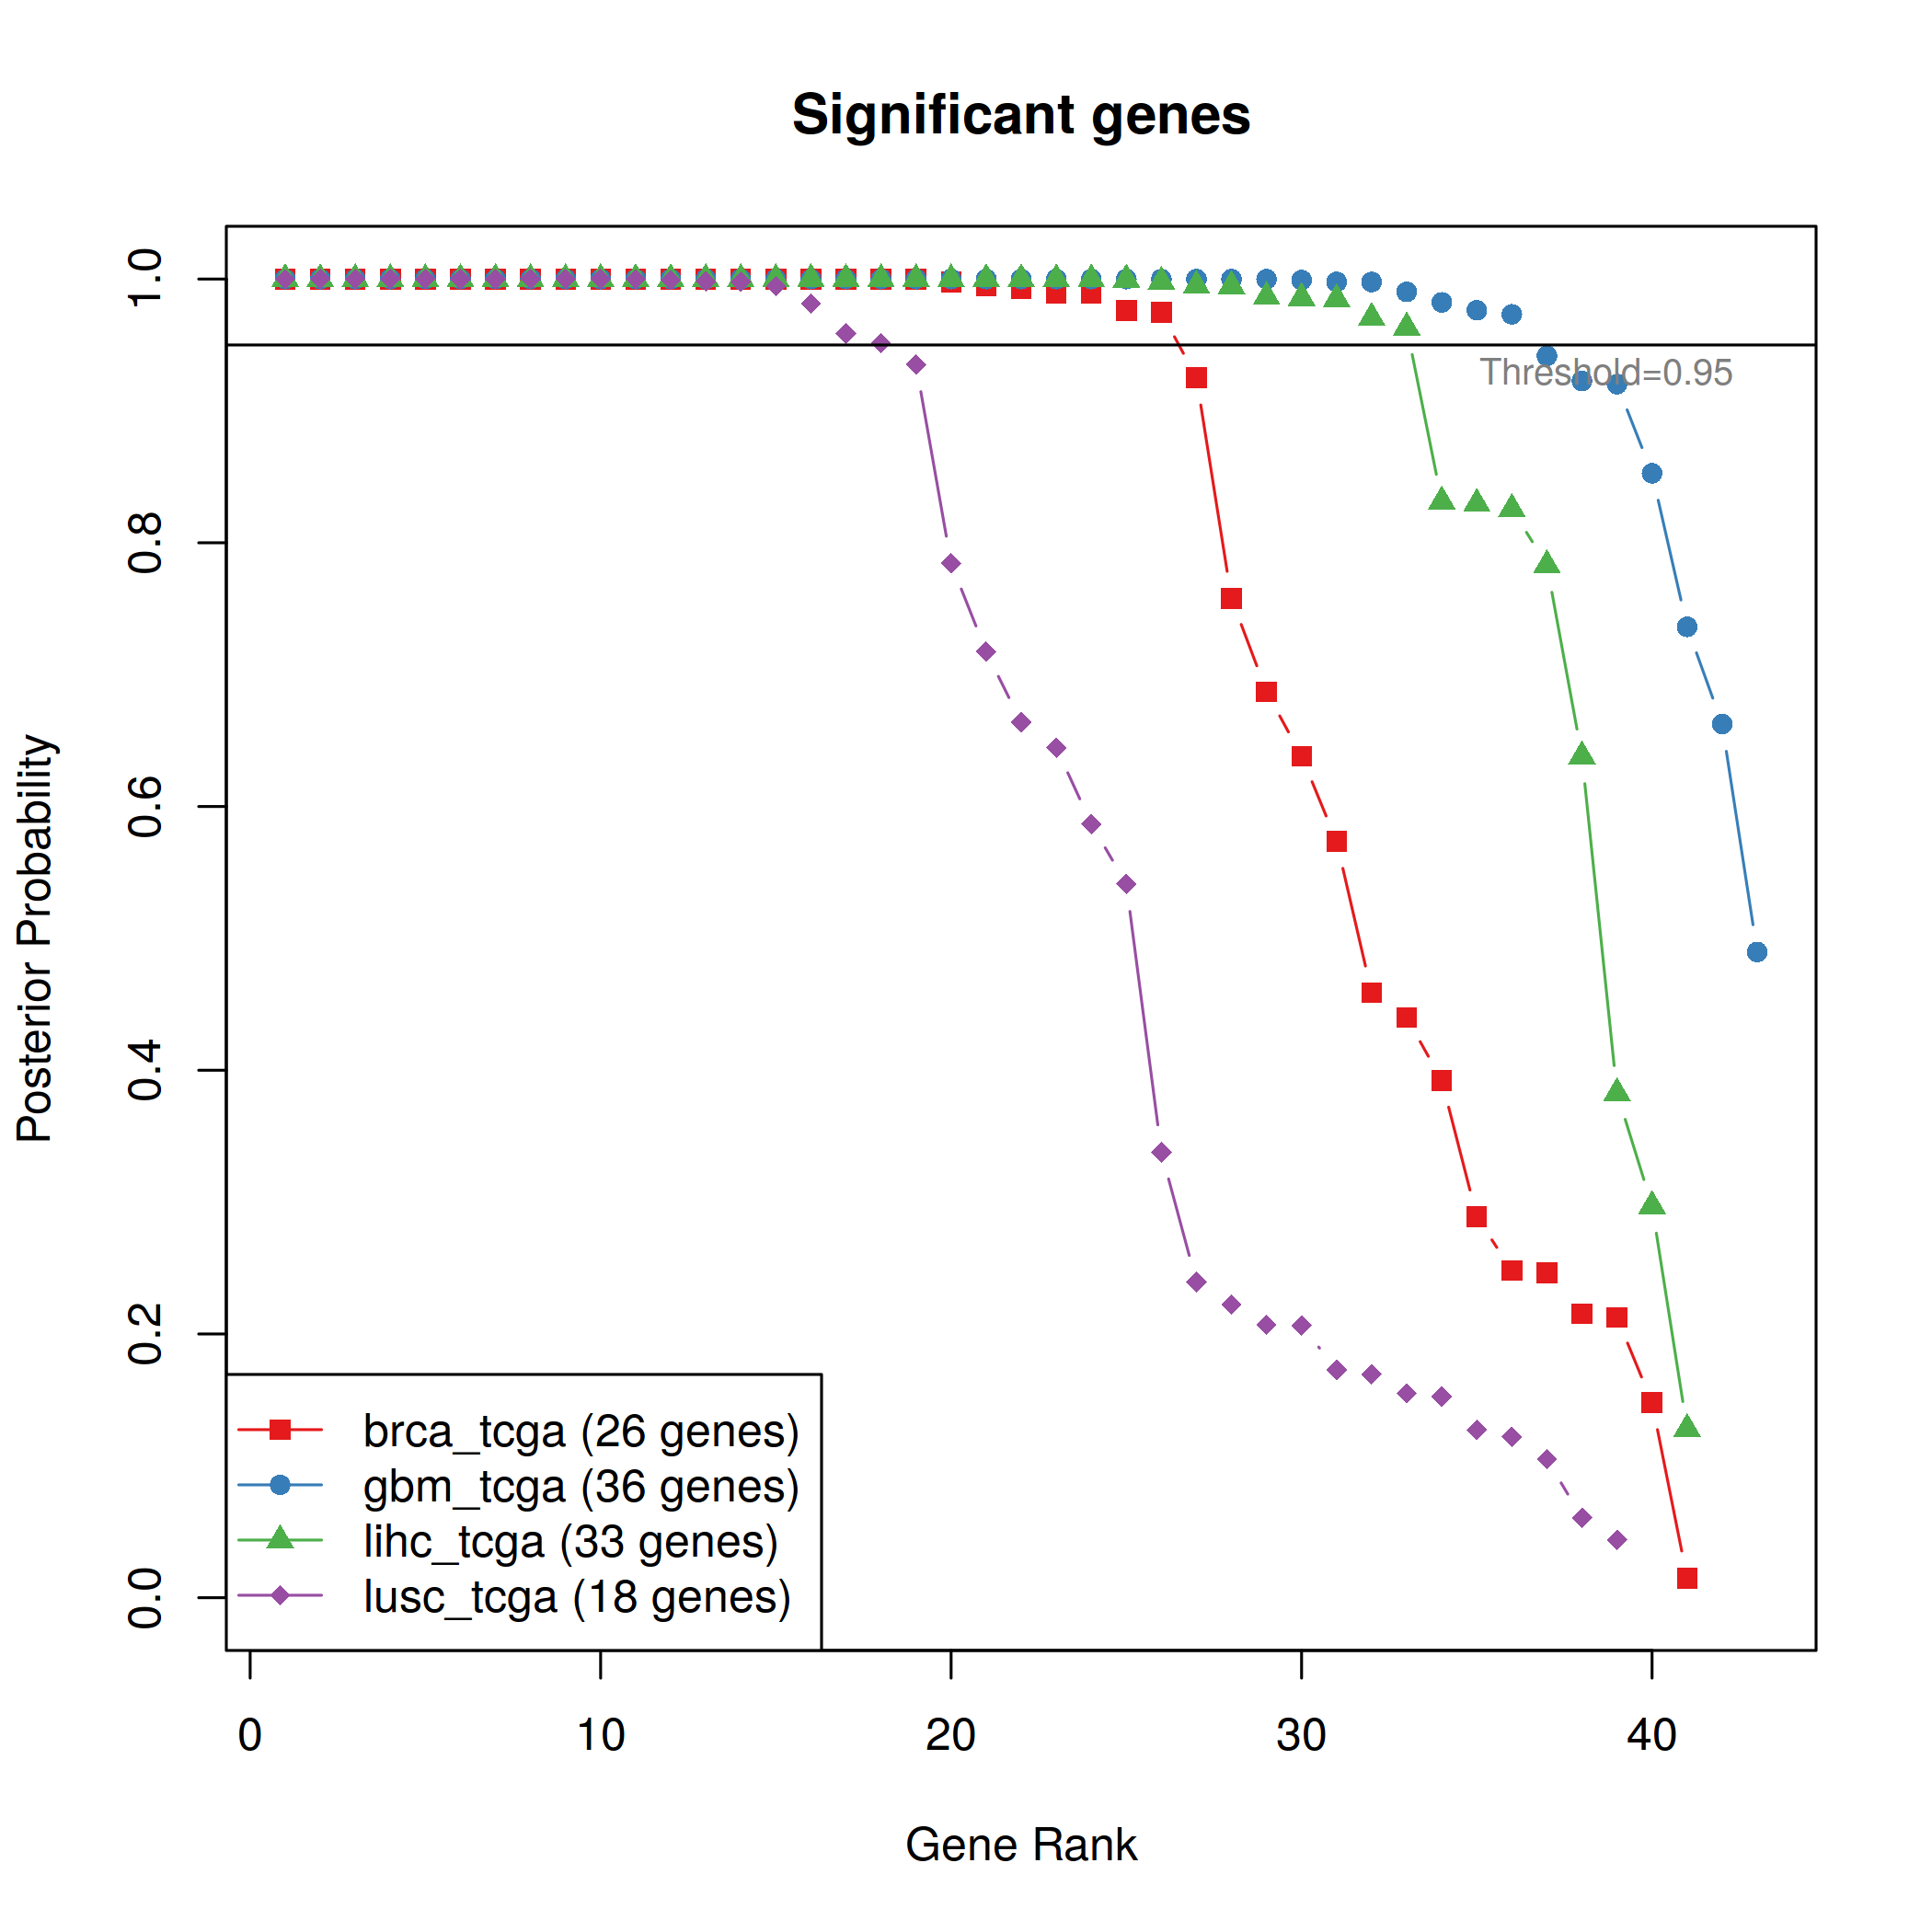 Significant genes
Posterior Probability
1.0
0.8
0.6
0.4
0.2
0.0
Threshold=0.95
brca_tcga (26 genes)
gbm_tcga (36 genes)
lihc_tcga (33 genes)
lusc_tcga (18 genes)
0 10 20 30 40
Gene Rank